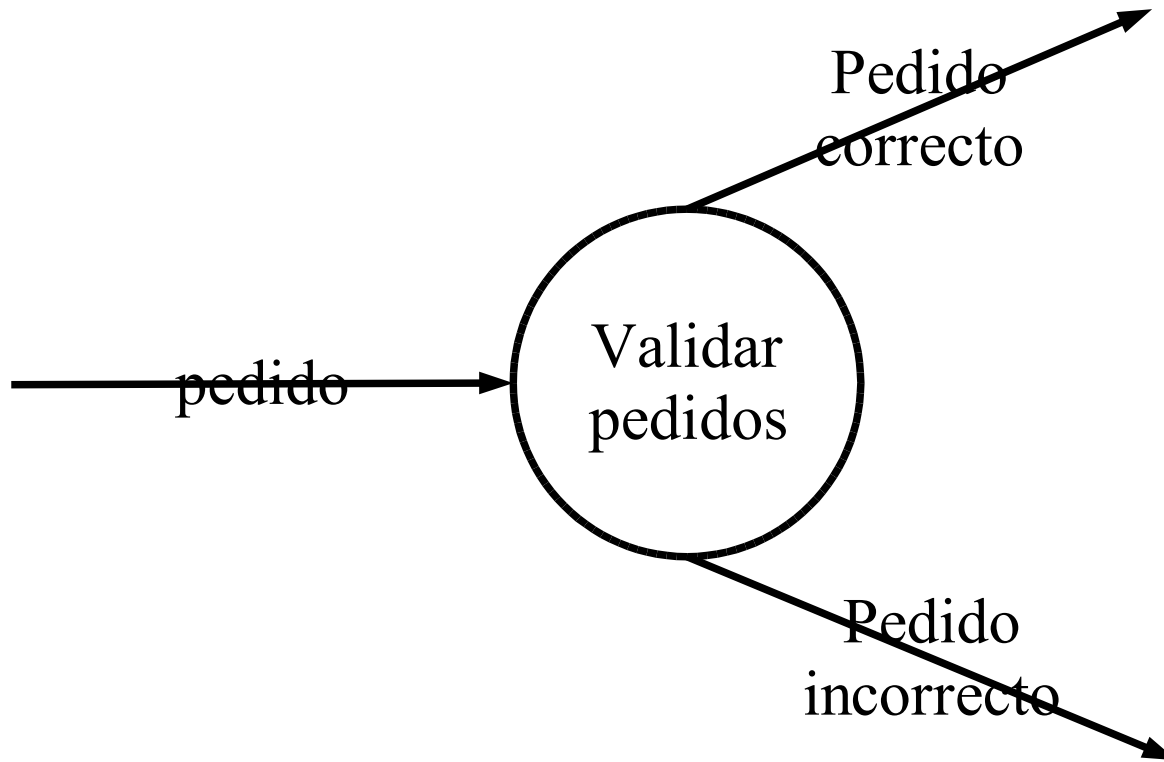 Pedido
correcto
pedido
Validar
pedidos
Pedido
incorrecto